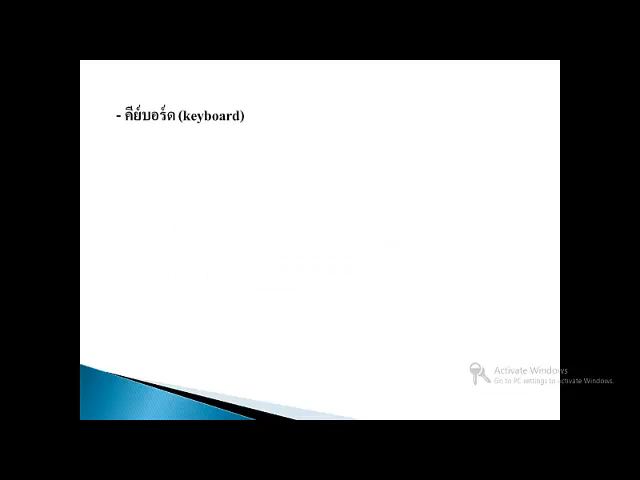 - คีย์บอร์ด (keyboard)
Activate Windows
Go to PC settings to activate Windows.